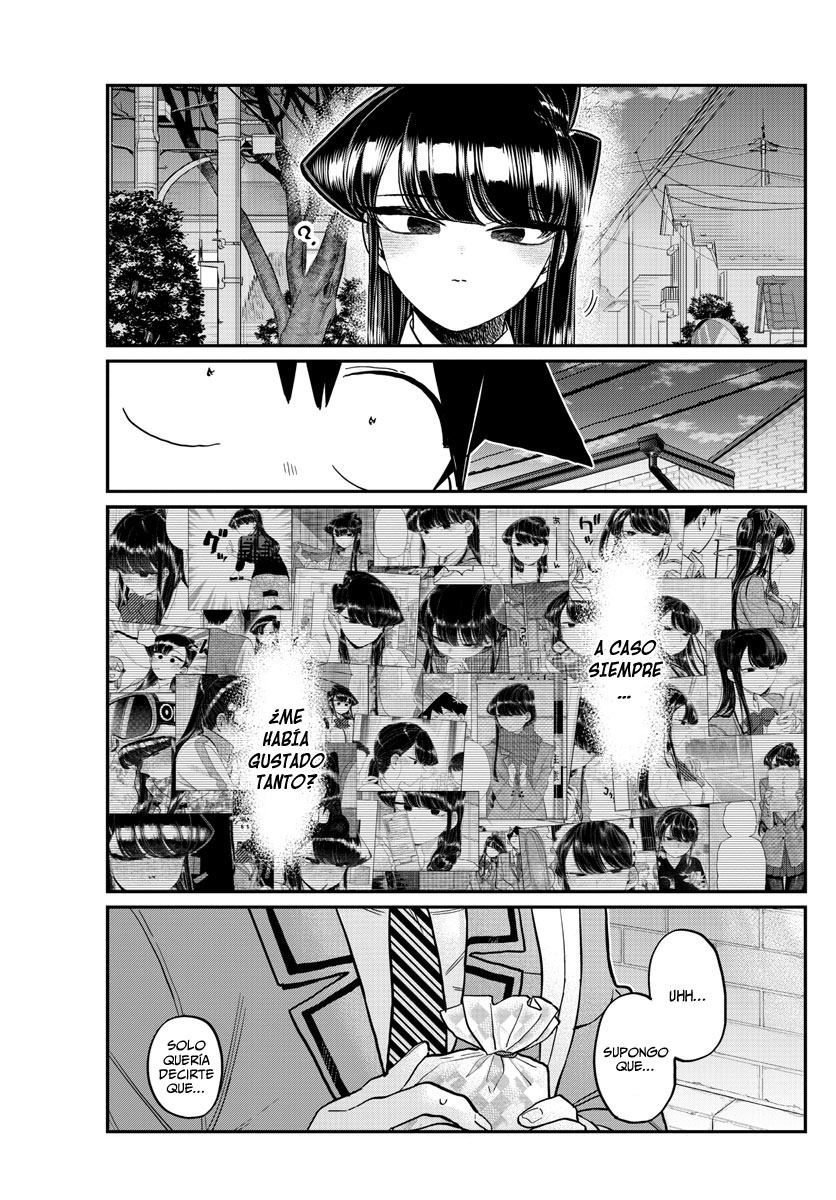 ?
A CASO
SIEMPRE
...
¿ME
HABÍA
GUSTADO
TANTO?
UHH...
SUPONGO
QUE...
SOLO
QUERÍA
DECIRTE
QUE...